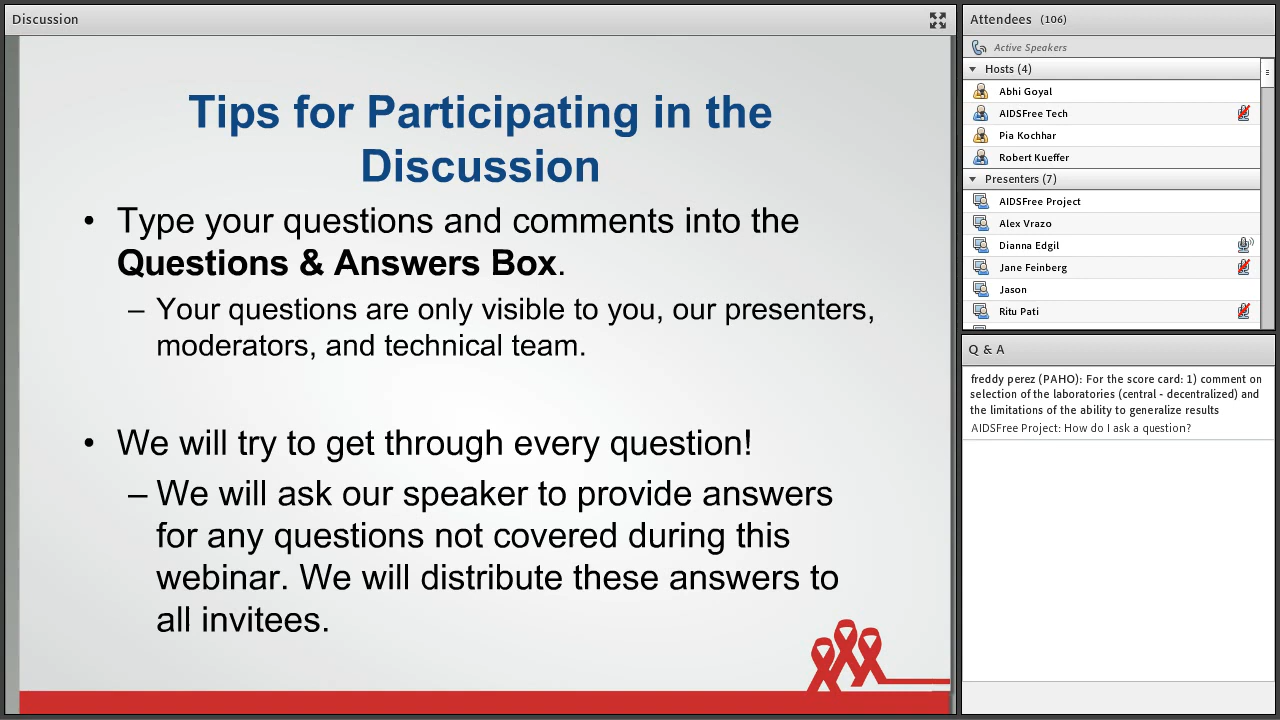 Discussion
Tips for Participating in the
Discussion
• Type your questions and comments into the
Questions & Answers Box.
– Your questions are only visible to you, our presenters,
moderators, and technical team.
• We will try to get through every question!
– We will ask our speaker to provide answers
for any questions not covered during this
webinar. We will distribute these answers to
all invitees.
Attendees (106)
Active Speakers
Hosts (4)
Abhi Goyal
AIDSFree Tech
Pia Kochhar
Robert Kueffer
Presenters (7)
AIDSFree Project
Alex Vrazo
Dianna Edgil
Jane Feinberg
Jason
Ritu Pati
Q & A
freddy perez (PAHO): For the score card: 1) comment on
selection of the laboratories (central - decentralized) and
the limitations of the ability to generalize results
AIDSFree Project: How do I ask a question?